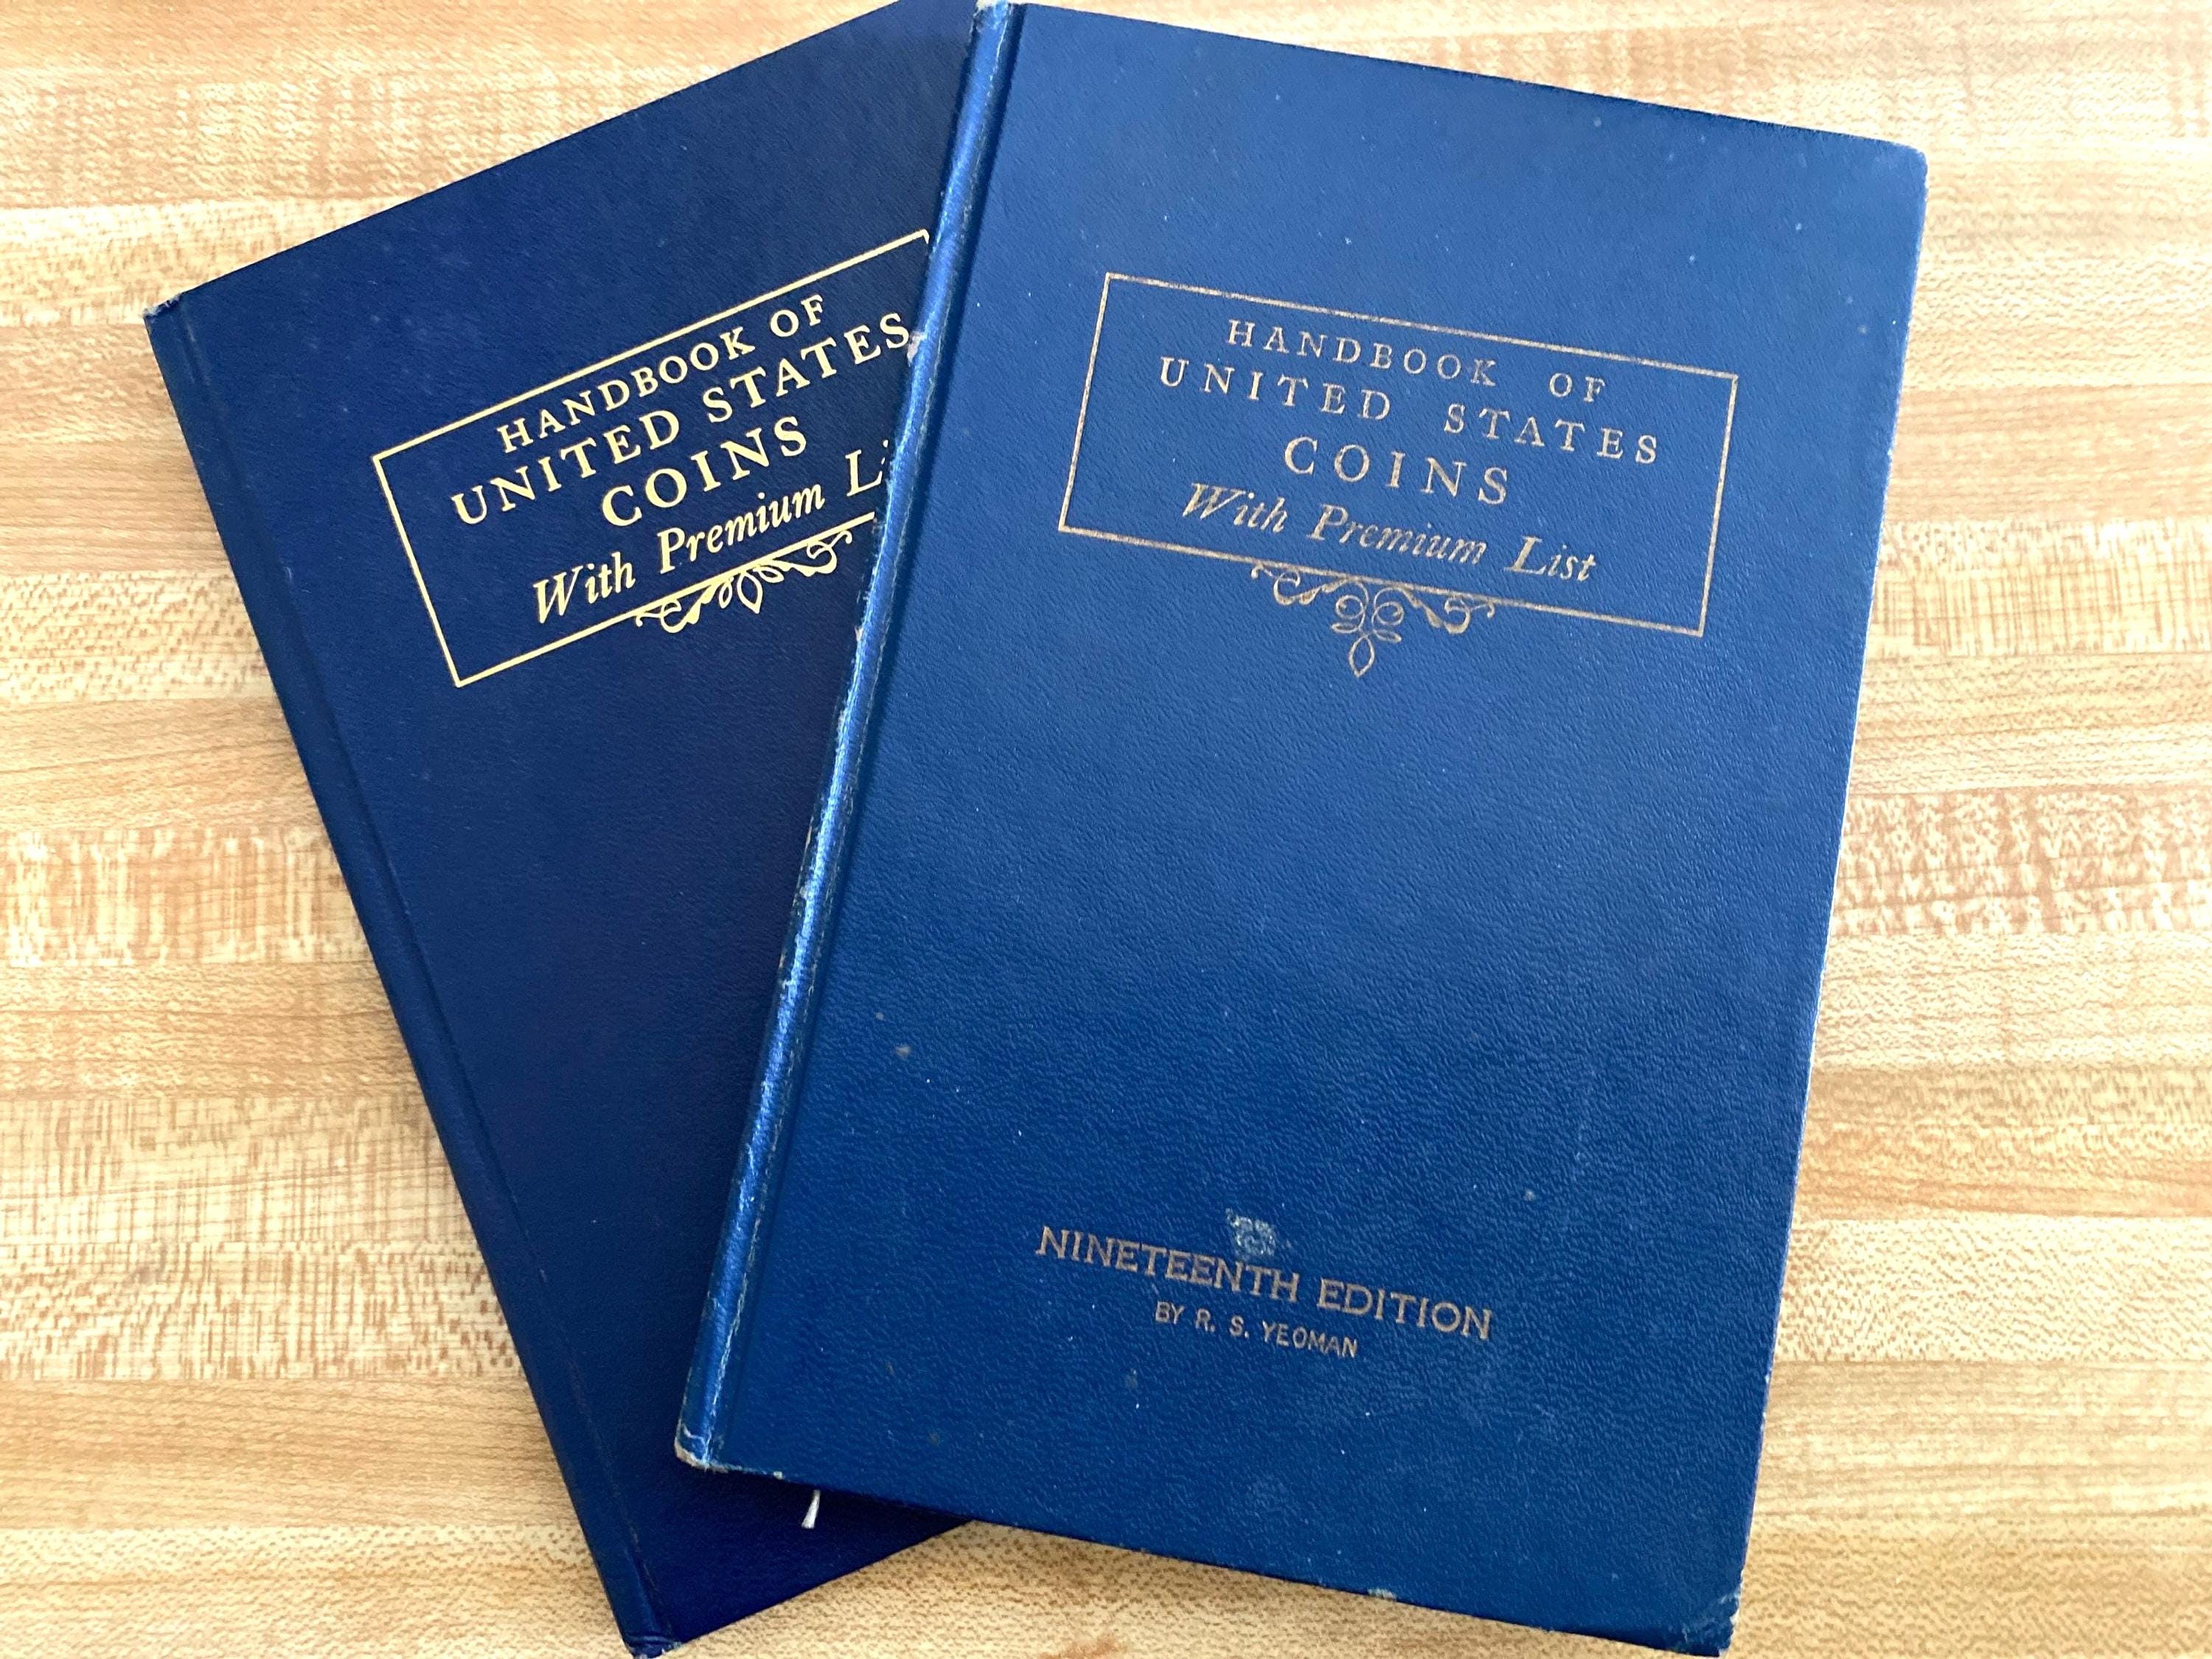 HANDBOOK OF
UNITED STATES
COINS
With Premium
HANDBOOK OF
UNITED STATES
COINS
With Premium List
NINETEENTH EDITION
BY R. S. YEOMAN